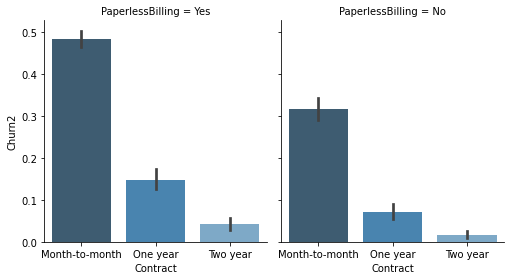 PaperlessBilling = Yes
PaperlessBilling = No
0.5
0.4
0.3
0.2
0.1
0.0
Churn2
Month-to-month One year Two year
Month-to-month One year Two year
Contract
Contract